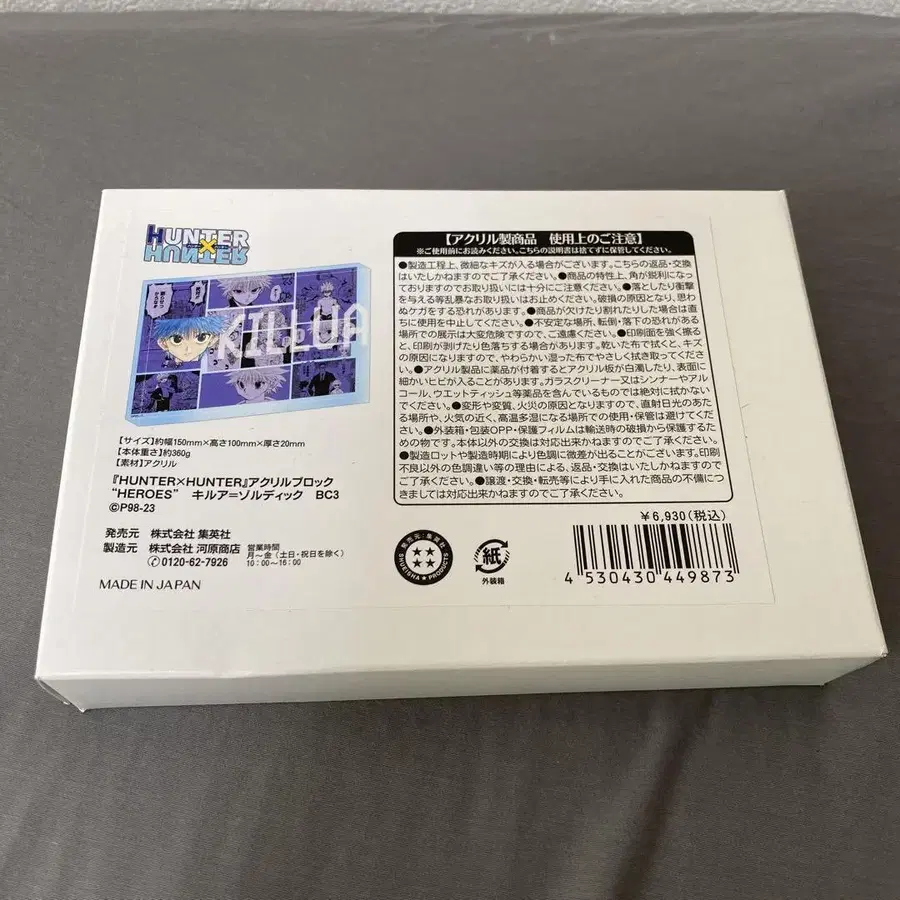 HUNTER×HUNTER
KILLUA
【サイズ】約幅150mm×高さ100mm×厚さ20mm
【本体重さ】約360g
【素材】アクリル
『HUNTER×HUNTER』アクリルブロック
“HEROES” キルア=ゾルディック BC3
©P98-23
発売元 株式会社 集英社
製造元 株式会社 河原商店
営業時間
月〜金(土日・祝日を除く)
0120-62-7926
10:00〜16:00
MADE IN JAPAN
【アクリル製商品 使用上のご注意】
※ご使用前にお読みください。こちらの説明書は捨てずに保管してください。
●製造工程上、微細なキズが入る場合がございます。こちらの返品・交換
はいたしかねますのでご了承ください。●商品の特性上、角が鋭利になっ
ておりますのでお取り扱いには十分にご注意ください。●落としたり衝撃
を与える等乱暴なお取り扱いはお止めください。破損の原因となり、思わ
ぬケガをする恐れがあります。●商品が欠けたり割れたりした場合は直
ちに使用を中止してください。●不安定な場所、転倒・落下の恐れがある
場所での展示は大変危険ですので、ご遠慮ください。●印刷面を強く擦る
と、印刷が剥げたり色落ちする場合があります。乾いた布で拭くと、キズ
の原因になりますので、やわらかい湿った布でやさしく拭き取ってくださ
い。●アクリル製品に薬品が付着するとアクリル板が白濁したり、表面に
細かいヒビが入ることがあります。ガラスクリーナー又はシンナーやアル
コール、ウエットティッシュ等薬品を含んでいるものでは絶対に拭かない
でください。●変形や変質、火災の原因となりますので、直射日光のあた
る場所や、火気の近く、高温多湿になる場所での使用・保管は避けてくだ
さい。●外装箱・包装OPP・保護フィルムは輸送時の破損から保護するた
めの物です。本体以外の交換は対応出来かねますのでご了承ください。
●製造ロットや製造時期により色調に微差が出ることがございます。印刷
不良以外の色調違い等の理由による、返品・交換はいたしかねますので
ご了承ください。●譲渡・交換・転売等により手に入れた商品の不備につ
きましては対応出来かねますのでご了承ください。
¥6,930(税込)
発売元:集英社
SHUEISHA★PRODUCTS
紙
外装箱
4 530430 449873